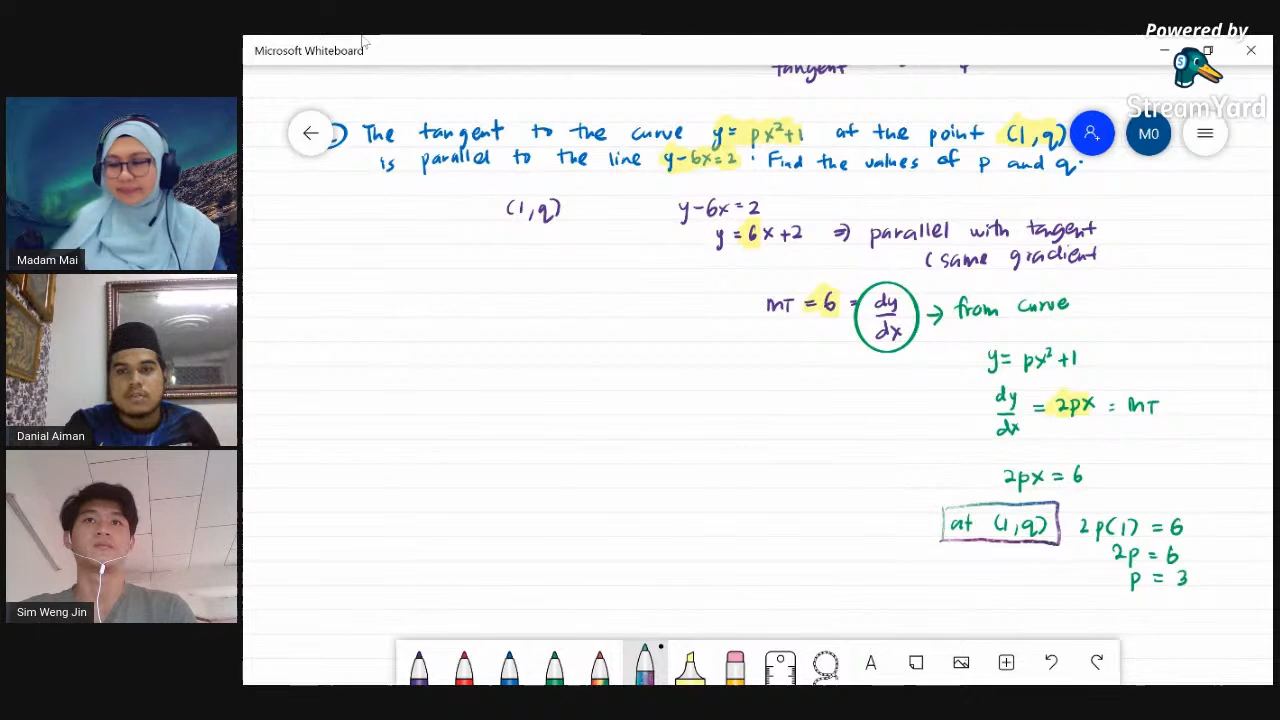 Powered by
StreamYard
Microsoft Whiteboard
tangent
The tangent to the curve y = px²+1 at the point (1,q)
is parallel to the line y-6x=2. Find the values of p and q.
MO
(1,q)
y-6x=2
y = 6x+2 ⇒ parallel with tangent
(same gradient
mT = 6 = dy/dx → from curve
y = px²+1
dy/dx = 2px = mT
2px = 6
at (1,q) 2p(1) = 6
2p = 6
p = 3
A
Madam Mai
Danial Aiman
Sim Weng Jin